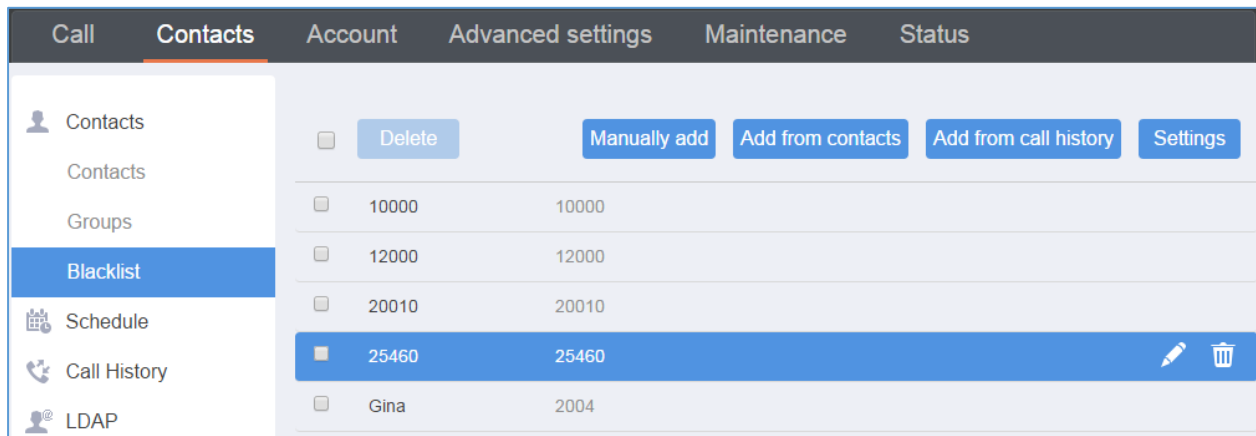 Call Contacts Account Advanced settings Maintenance Status
Contacts
Contacts
Groups
Blacklist
Schedule
Call History
LDAP
Delete Manually add Add from contacts Add from call history Settings
10000 10000
12000 12000
20010 20010
25460 25460
Gina 2004